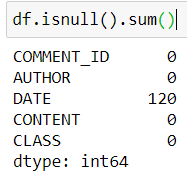 df.isnull().sum()
COMMENT_ID 0
AUTHOR 0
DATE 120
CONTENT 0
CLASS 0
dtype: int64